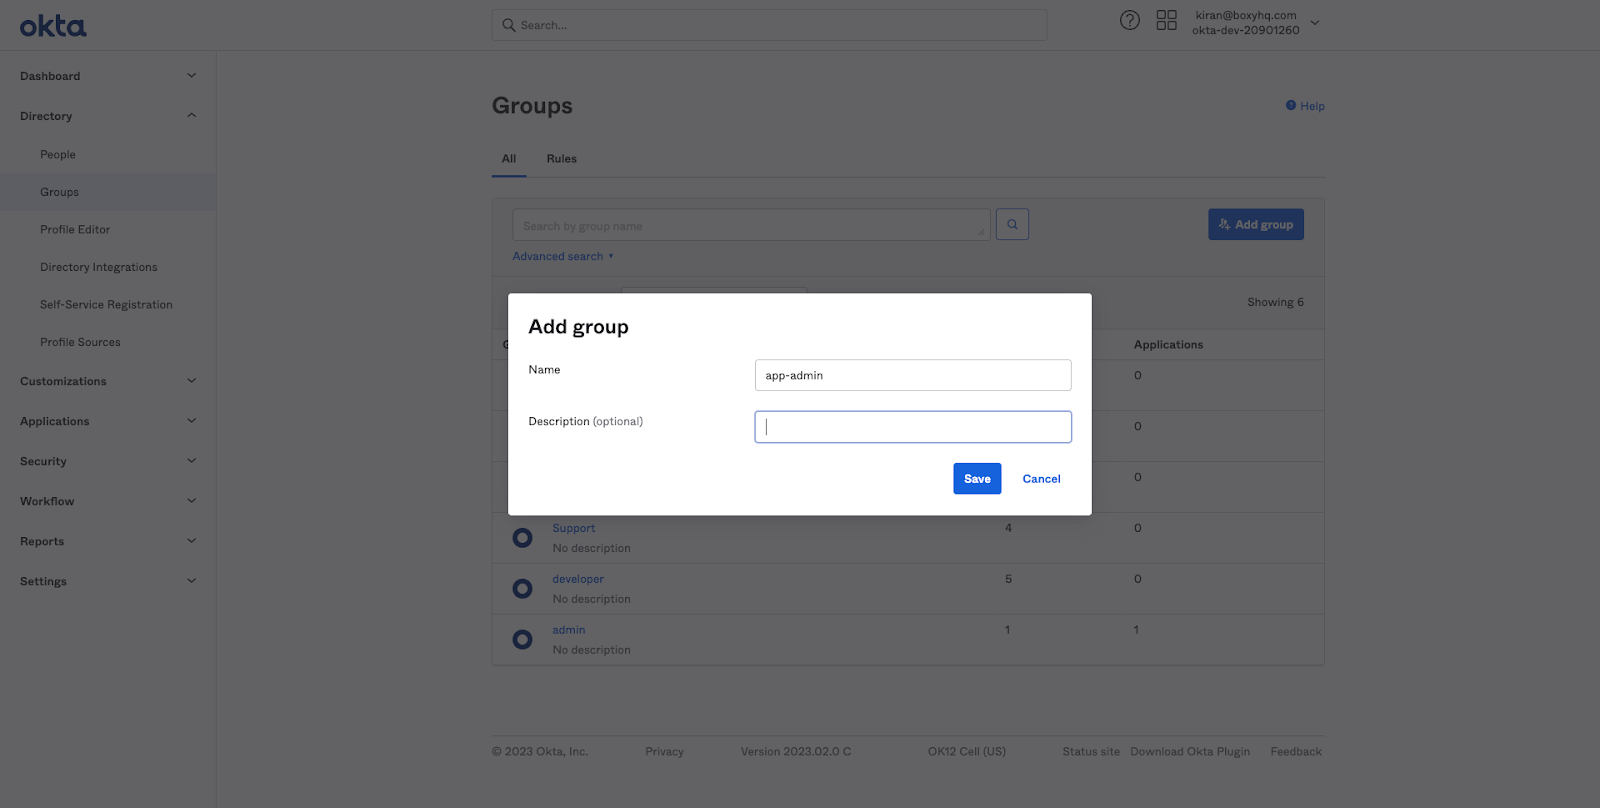 okta
Search...
kiran@boxyhq.com
okta-dev-20901260
Dashboard
Directory
People
Groups
Profile Editor
Directory Integrations
Self-Service Registration
Profile Sources
Customizations
Applications
Security
Workflow
Reports
Settings
Groups
Help
All
Rules
Search by group name
Add group
Advanced search
Showing 6
Applications
0
0
0
Add group
Name
app-admin
Description (optional)
Save
Cancel
Support
4
0
No description
developer
5
0
No description
admin
1
1
No description
© 2023 Okta, Inc.
Privacy
Version 2023.02.0 C
OK12 Cell (US)
Status site
Download Okta Plugin
Feedback